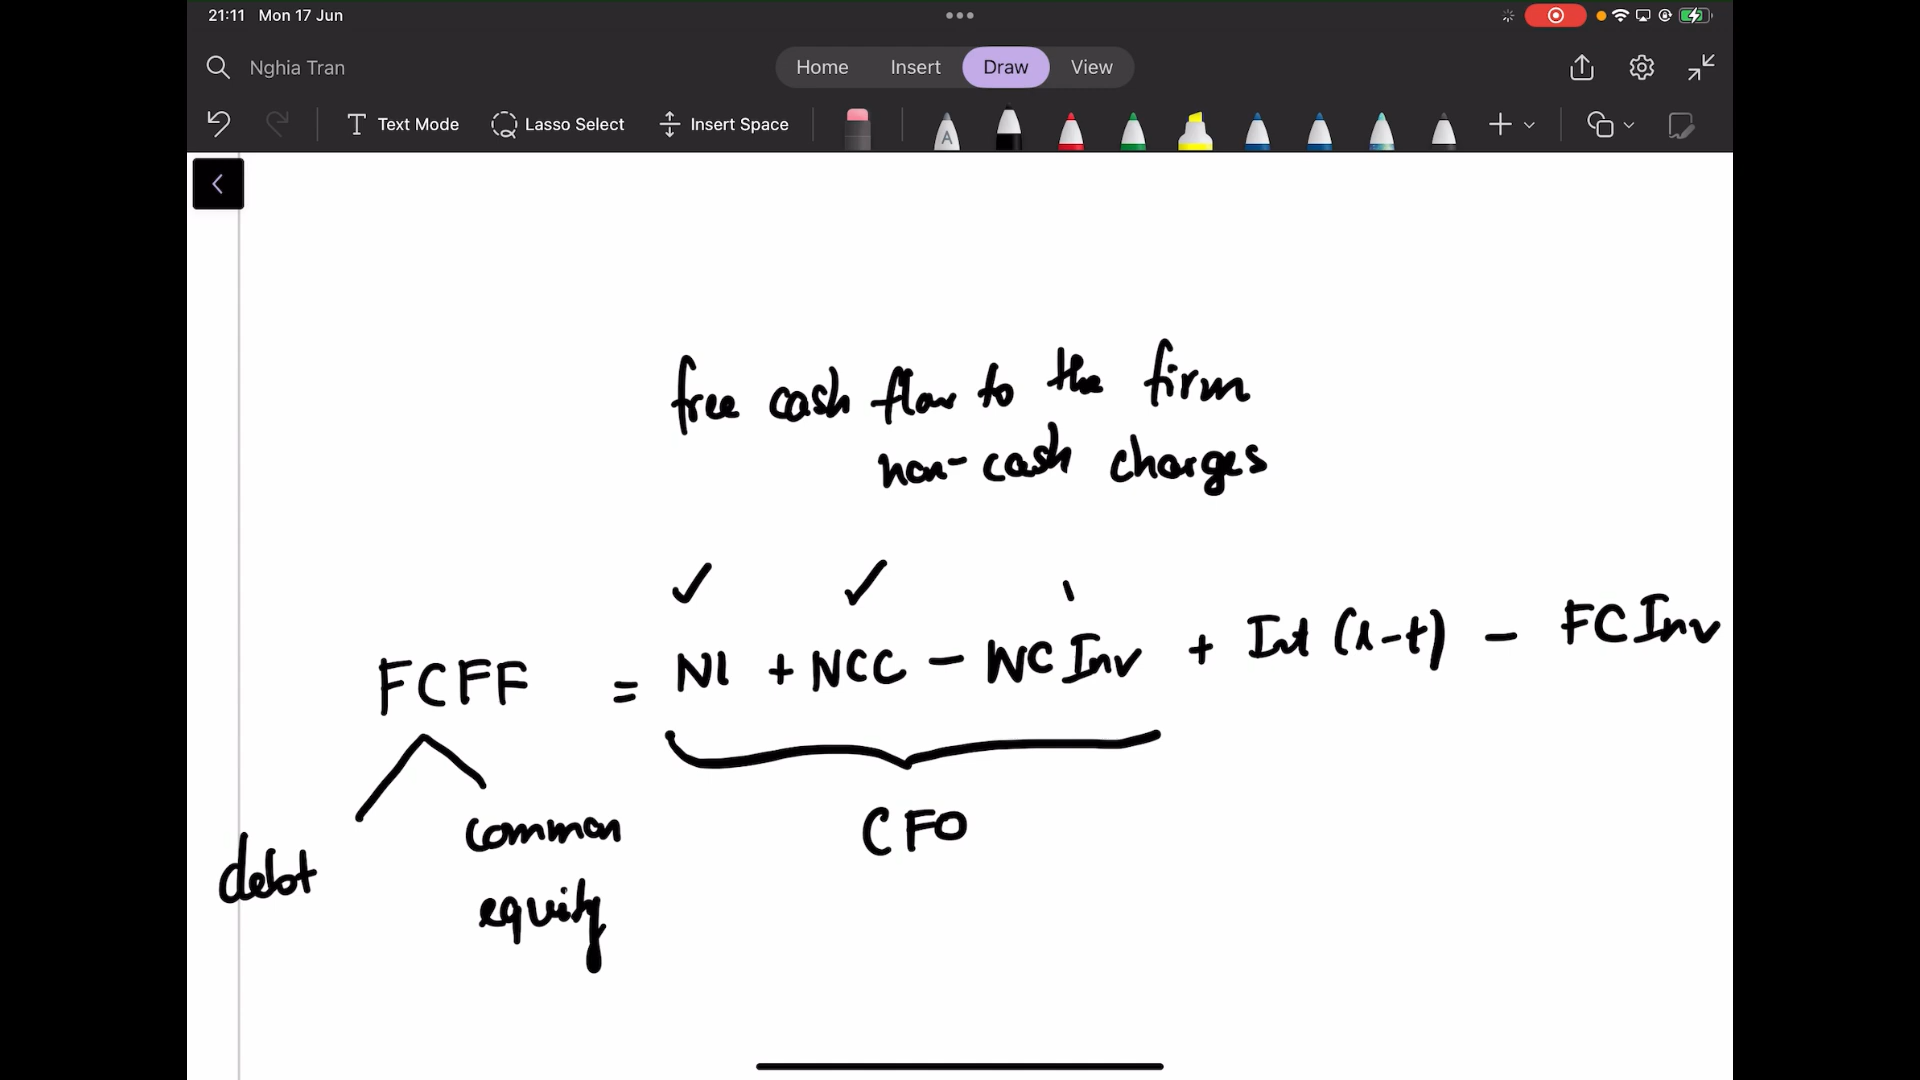 21:11 Mon 17 Jun
Nghia Tran
Home Insert Draw View
Text Mode Lasso Select Insert Space
A
free cash flow to the firm
non-cash charges
FCFF = NI + NCC - WC Inv + Int (1-t) - FC Inv
debt
common
equity
CFO